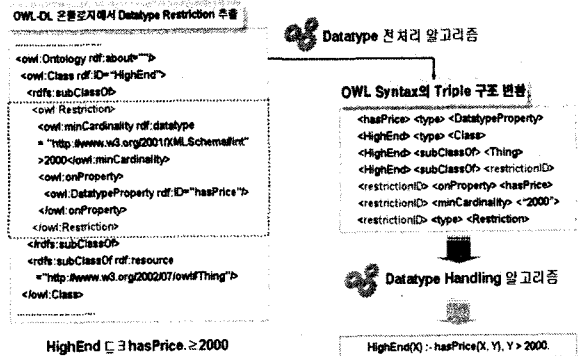 OWL-DL 온톨로지에서 Datatype Restriction 추출
<owl:Ontology rdf:about=""/>
<owl:Class rdf:ID="HighEnd">
<rdfs:subClassOf>
<owl:Restriction>
<owl:minCardinality rdf:datatype
= "http://www.w3.org/2001/XMLSchema#int"
>2000</owl:minCardinality>
<owl:onProperty>
<owl:DatatypeProperty rdf:ID="hasPrice"/>
</owl:onProperty>
</owl:Restriction>
</rdfs:subClassOf>
<rdfs:subClassOf rdf:resource
="http://www.w3.org/2002/07/owl#Thing"/>
</owl:Class>
HighEnd ⊑ ∃ hasPrice.≥2000
Datatype 전처리 알고리즘
OWL Syntax의 Triple 구조 변환
<hasPrice> <type> <DatatypeProperty>
<HighEnd> <type> <Class>
<HighEnd> <subClassOf> <Thing>
<HighEnd> <subClassOf> <restrictionID>
<restrictionID> <onProperty> <hasPrice>
<restrictionID> <minCardinality> <"2000">
<restrictionID> <type> <Restriction>
Datatype Handling 알고리즘
HighEnd(X) :- hasPrice(X, Y), Y > 2000.